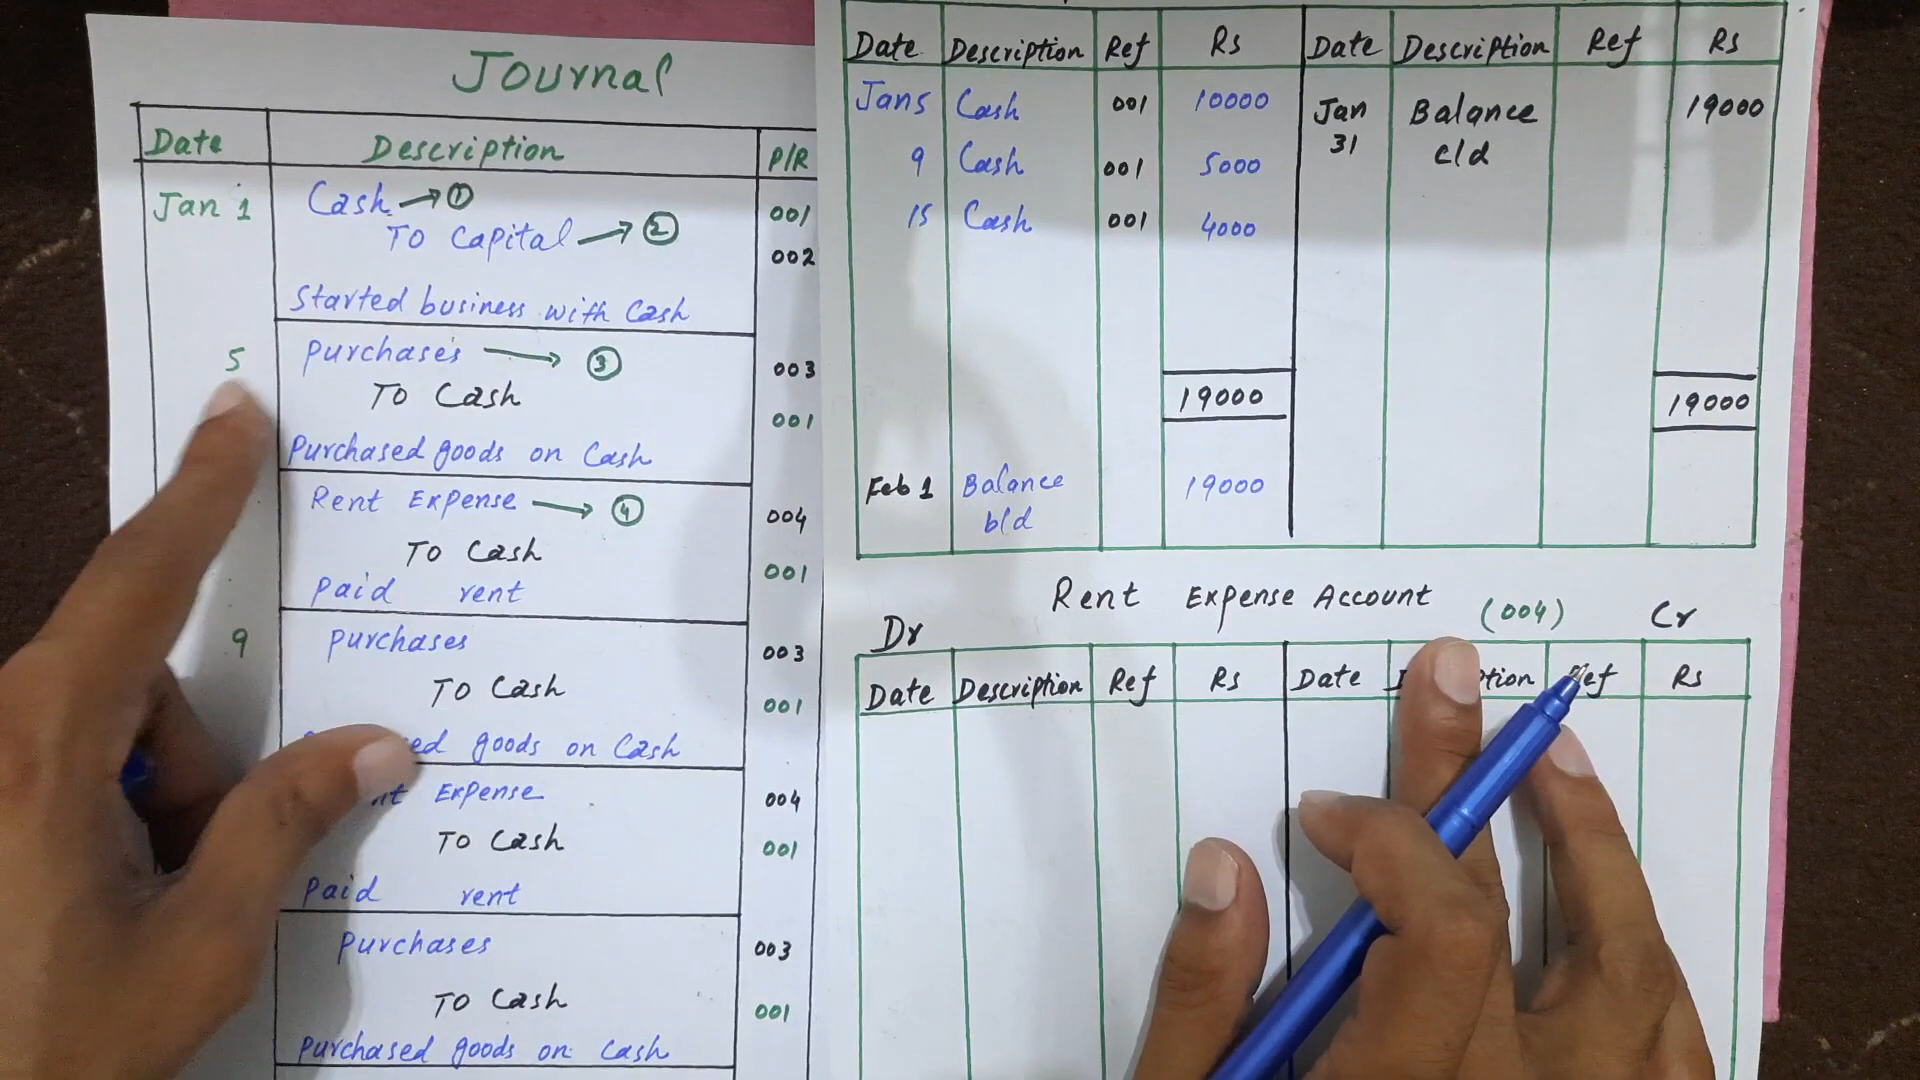 Journal
Date Description P/R
Jan 1 Cash → ① 001
To Capital → ② 002
Started business with Cash
5 Purchases → ③ 003
To Cash 001
Purchased goods on Cash
Rent Expense → ④ 004
To Cash 001
Paid rent
9 Purchases 003
To Cash 001
goods on Cash
Expense 004
To Cash 001
Paid rent
Purchases 003
To Cash 001
Purchased goods on Cash
Date Description Ref Rs Date Description Ref Rs
Jan 5 Cash 001 10000 Jan 31 Balance c/d 19000
9 Cash 001 5000
15 Cash 001 4000
19000 19000
Feb 1 Balance b/d 19000
Rent Expense Account (004)
Dr Cr
Date Description Ref Rs Date Ref Rs